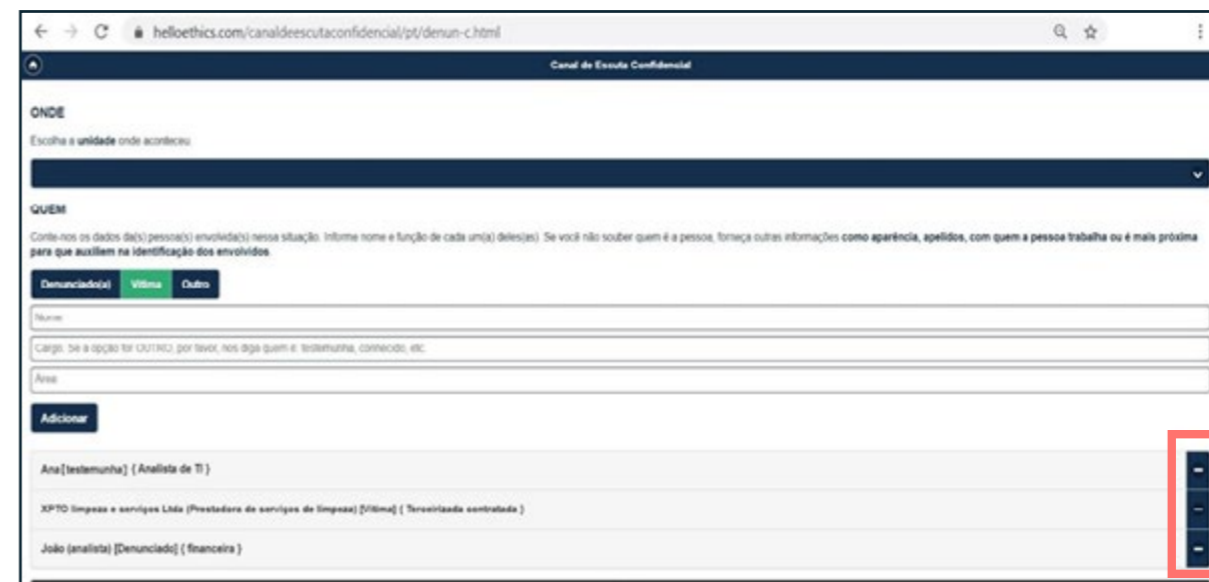 helloethics.com/canaldeescutaconfidencial/pt/denun-c.html
Canal de Escuta Confidencial
ONDE
Escolha a unidade onde aconteceu
QUEM
Conte-nos os dados da(s) pessoa(s) envolvida(s) nessa situação. Informe nome e função de cada um(a) deles(as). Se você não souber quem é a pessoa, forneça outras informações como aparência, apelidos, com quem a pessoa trabalha ou é mais próxima
para que auxiliem na identificação dos envolvidos
Denunciado(a) Vítima Outro
Nome
Cargo. Se a opção for OUTRO, por favor, nos diga quem é: testemunha, conhecido, etc.
Área
Adicionar
Ana[testemunha] { Analista de TI }
XPTO limpeza e serviços Ltda (Prestadora de serviços de limpeza) [Vítima] { Terceirizada contratada }
João (analista) [Denunciado] { financeira }